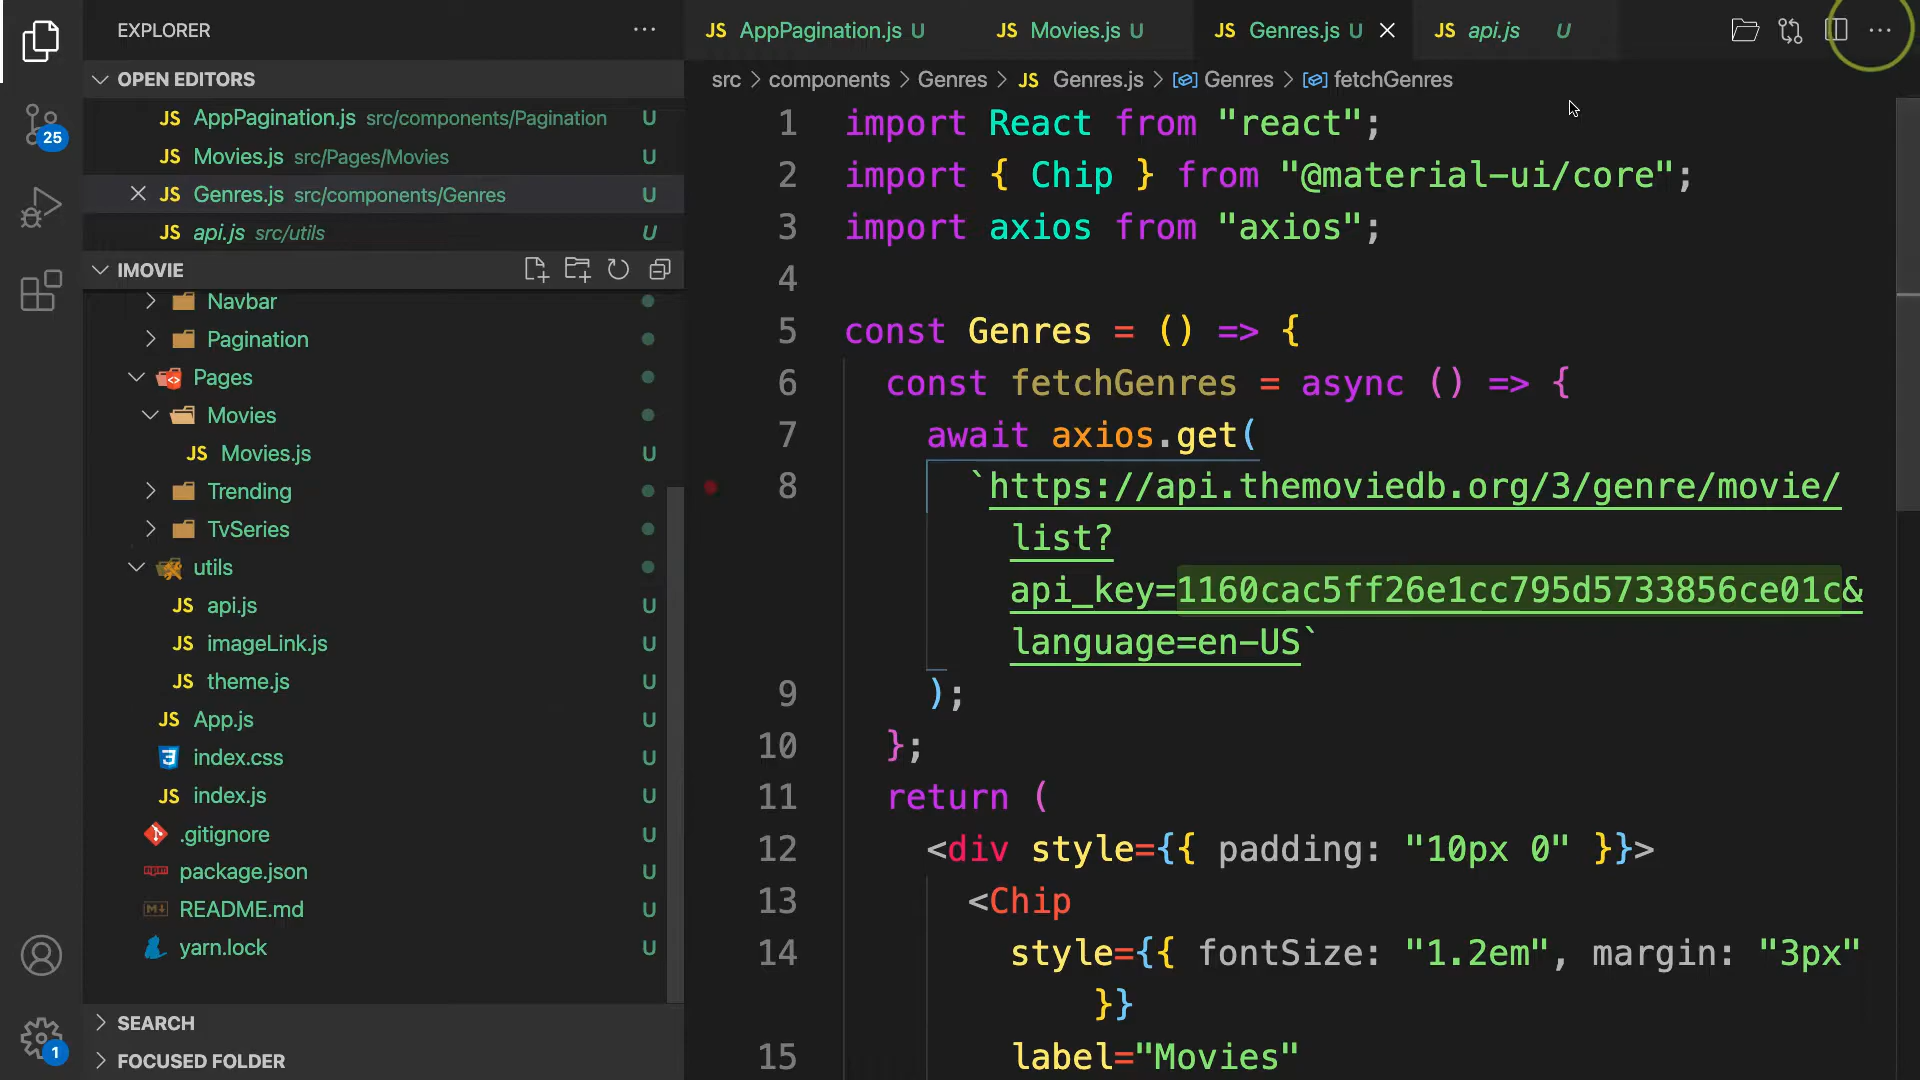 EXPLORER
OPEN EDITORS
JS AppPagination.js src/components/Pagination U
JS Movies.js src/Pages/Movies U
JS Genres.js src/components/Genres U
JS api.js src/utils U
IMOVIE
Navbar
Pagination
Pages
Movies
JS Movies.js U
Trending
TvSeries
utils
JS api.js U
JS imageLink.js U
JS theme.js U
JS App.js U
index.css U
JS index.js U
.gitignore U
package.json U
README.md U
yarn.lock U
SEARCH
FOCUSED FOLDER
25
1
JS AppPagination.js U JS Movies.js U JS Genres.js U JS api.js U
src > components > Genres > JS Genres.js > Genres > fetchGenres
1 import React from "react";
2 import { Chip } from "@material-ui/core";
3 import axios from "axios";
4
5 const Genres = () => {
6 const fetchGenres = async () => {
7 await axios.get(
8 `https://api.themoviedb.org/3/genre/movie/
list?
api_key=1160cac5ff26e1cc795d5733856ce01c&
language=en-US`
9 );
10 };
11 return (
12 <div style={{ padding: "10px 0" }}>
13 <Chip
14 style={{ fontSize: "1.2em", margin: "3px"
}}
15 label="Movies"